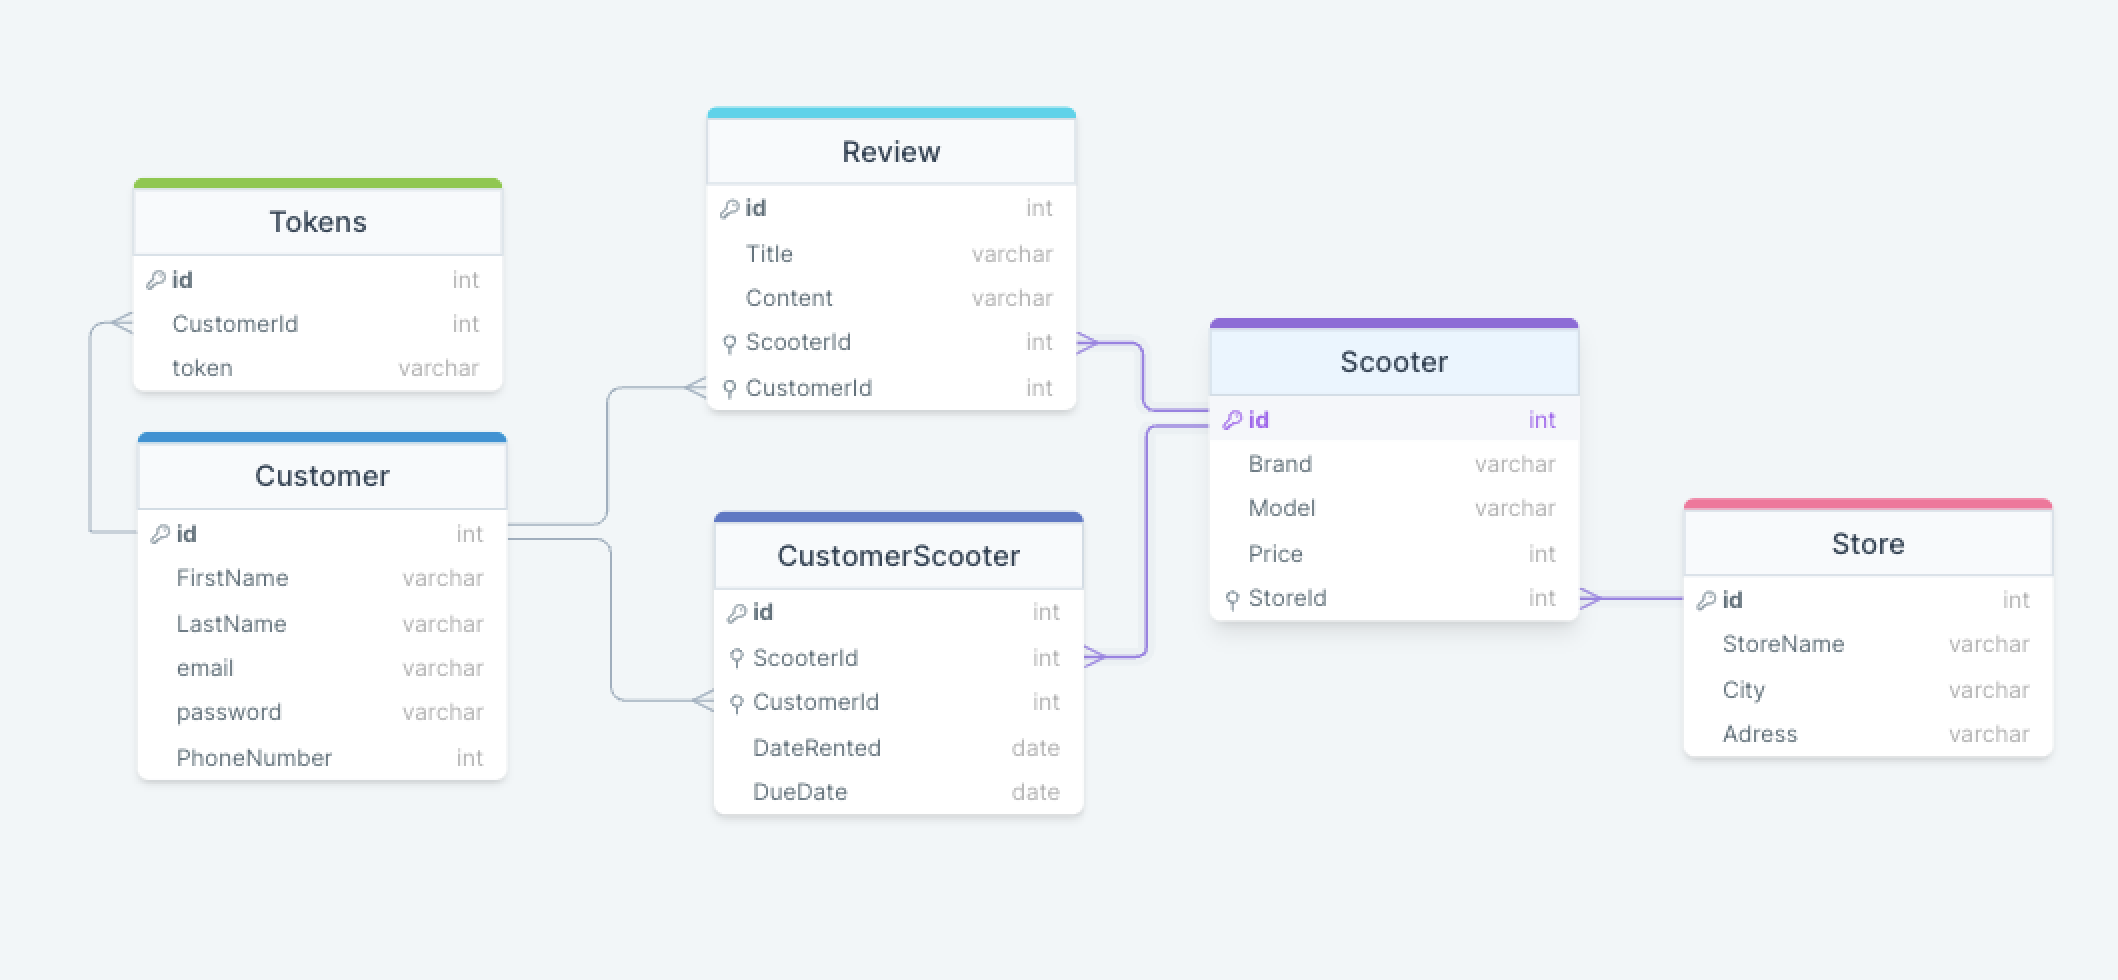 Tokens
id int
CustomerId int
token varchar
Customer
id int
FirstName varchar
LastName varchar
email varchar
password varchar
PhoneNumber int
Review
id int
Title varchar
Content varchar
ScooterId int
CustomerId int
CustomerScooter
id int
ScooterId int
CustomerId int
DateRented date
DueDate date
Scooter
id int
Brand varchar
Model varchar
Price int
StoreId int
Store
id int
StoreName varchar
City varchar
Adress varchar